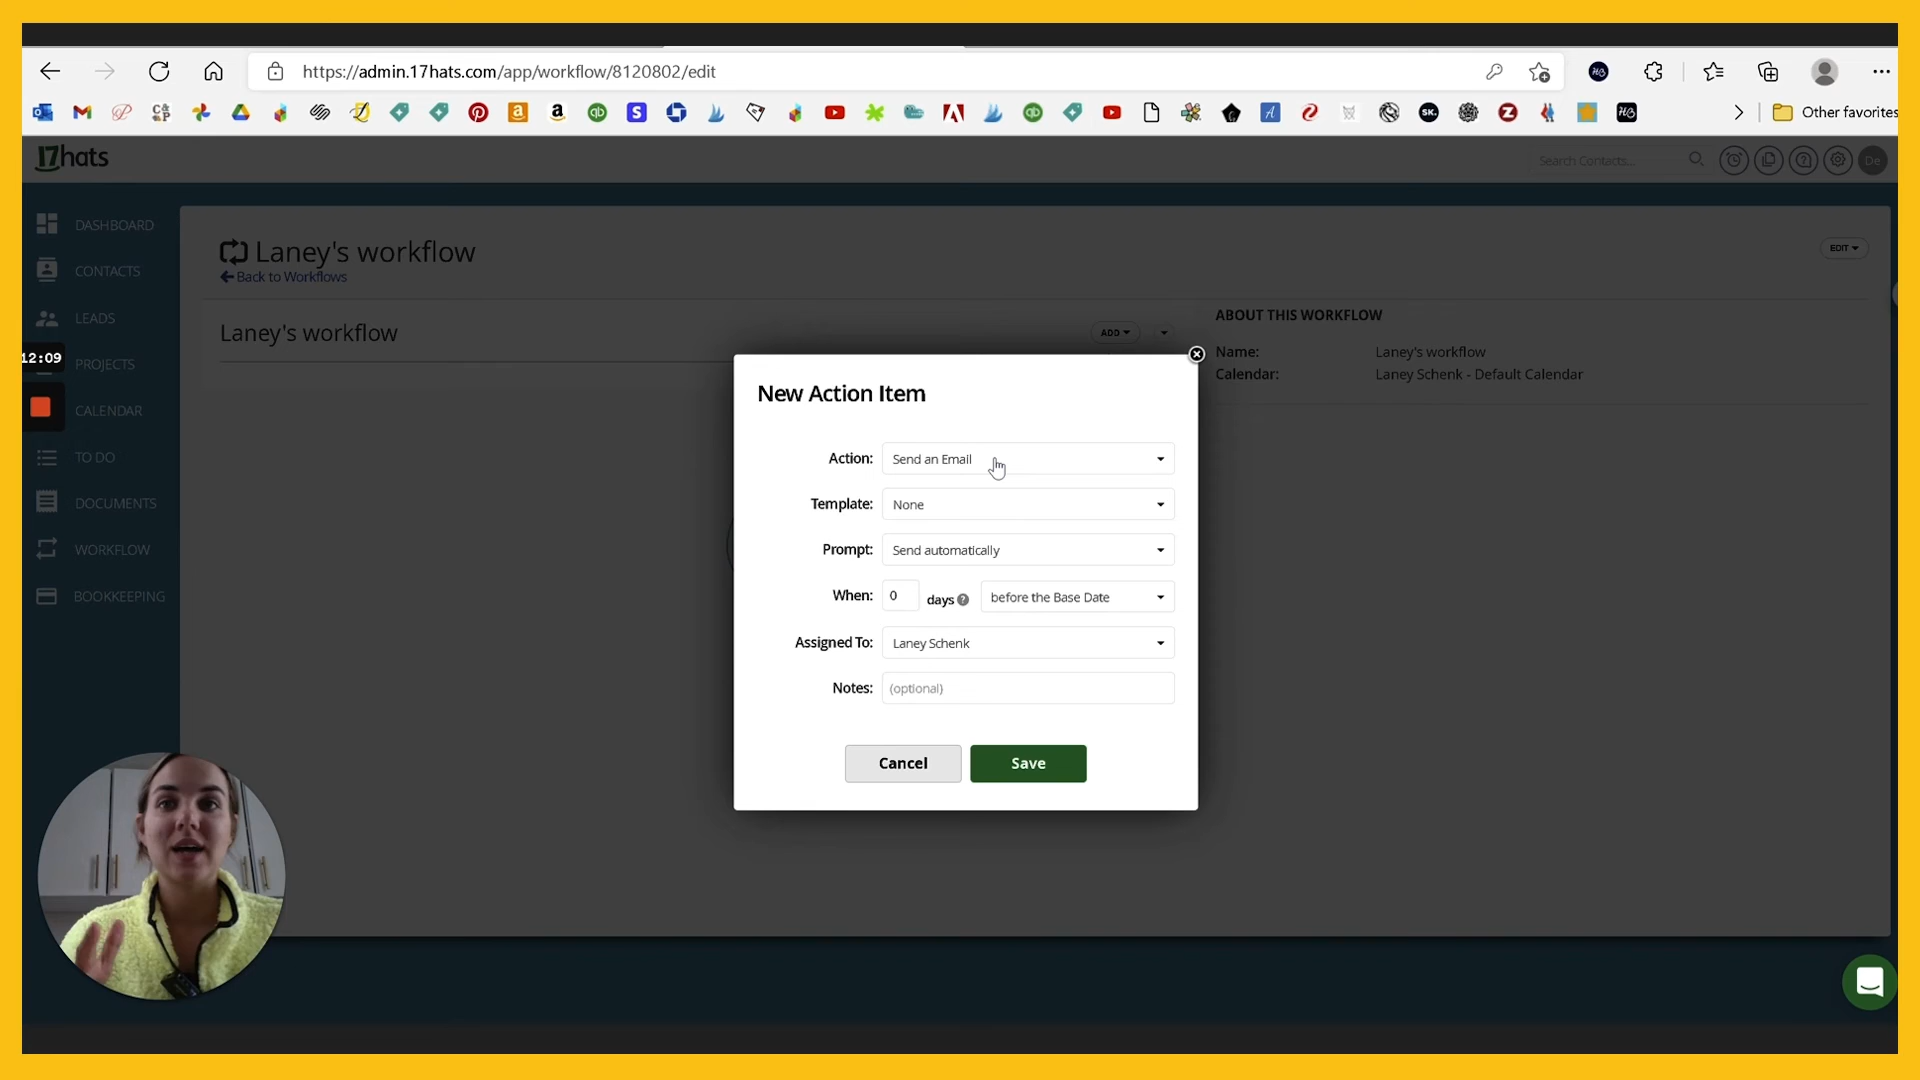 https://admin.17hats.com/app/workflow/8120802/edit
Other favorites
17hats
Search Contacts...
De
DASHBOARD
CONTACTS
LEADS
12:09
PROJECTS
CALENDAR
TO DO
DOCUMENTS
WORKFLOW
BOOKKEEPING
Laney's workflow
Back to Workflows
EDIT
Laney's workflow
ADD
ABOUT THIS WORKFLOW
Name: Laney's workflow
Calendar: Laney Schenk - Default Calendar
New Action Item
Action: Send an Email
Template: None
Prompt: Send automatically
When: 0 days ? before the Base Date
Assigned To: Laney Schenk
Notes: (optional)
Cancel
Save